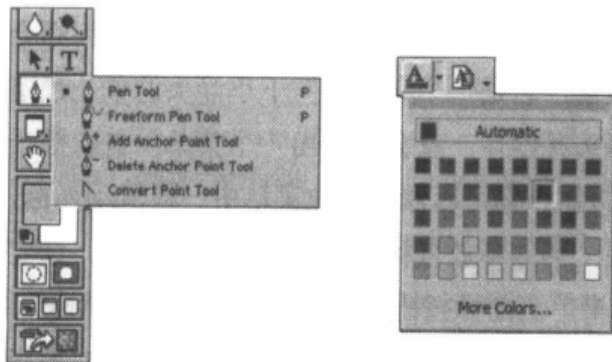 T
Pen Tool P
Freeform Pen Tool P
Add Anchor Point Tool
Delete Anchor Point Tool
Convert Point Tool
A
Automatic
More Colors...